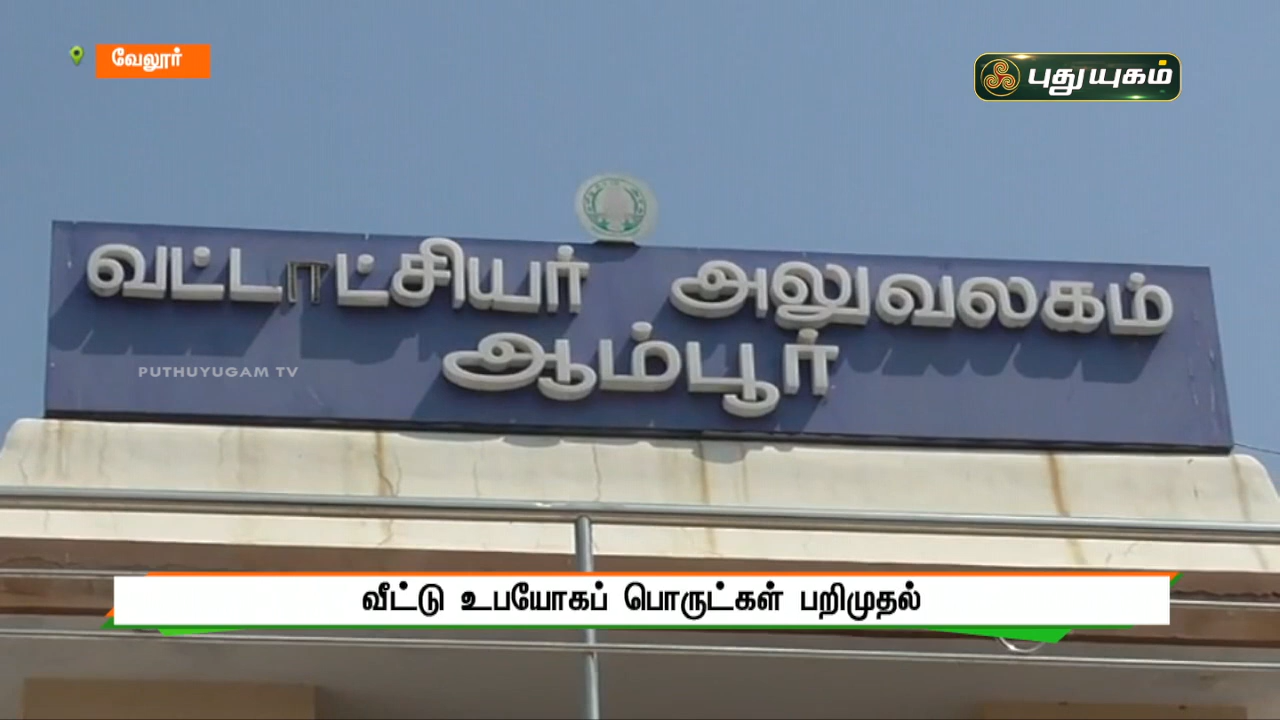 வேலூர்
புதுயுகம்
வட்டாட்சியர் அலுவலகம்
ஆம்பூர்
PUTHUYUGAM TV
வீட்டு உபயோகப் பொருட்கள் பறிமுதல்